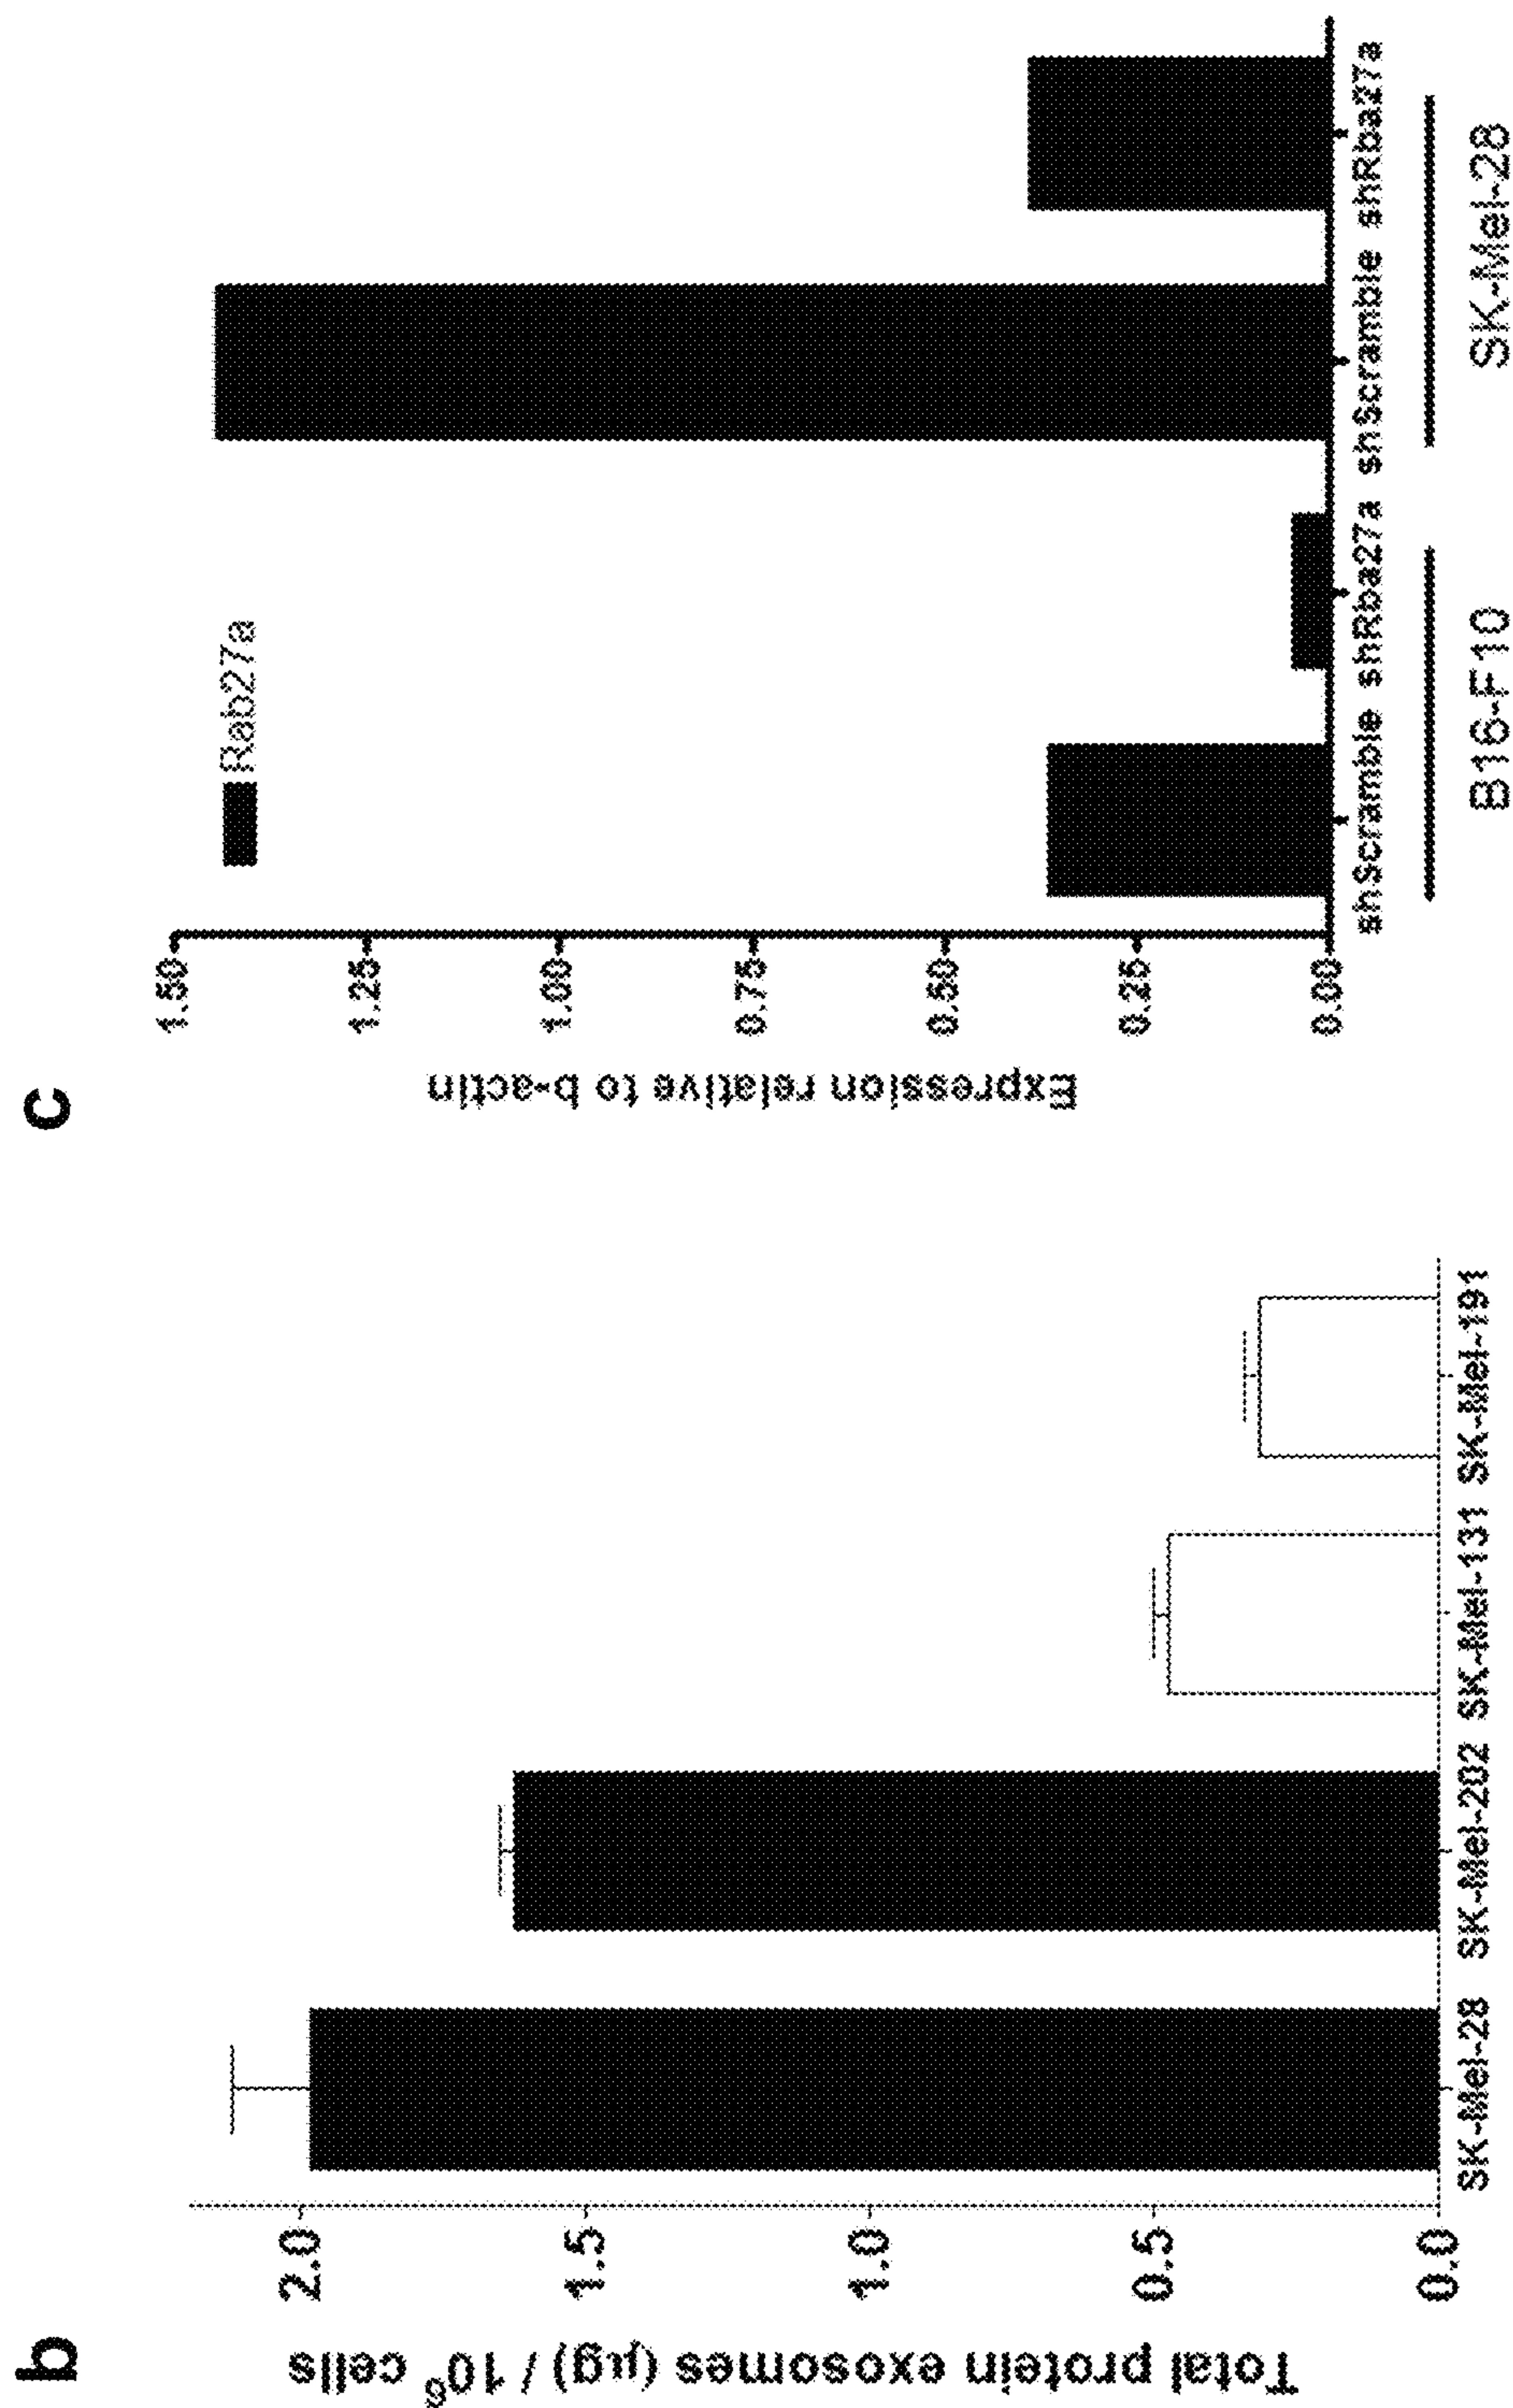 b
Total protein exosomes (μg) / 10⁶ cells
2.0
1.5
1.0
0.5
0.0
SK-Mel-28 SK-Mel-202 SK-Mel-131 SK-Mel-191
c
Expression relative to b-actin
1.50
1.25
1.00
0.75
0.50
0.25
0.00
Rab27a
shScramble shRba27a shScramble shRba27a
B16-F10 SK-Mel-28